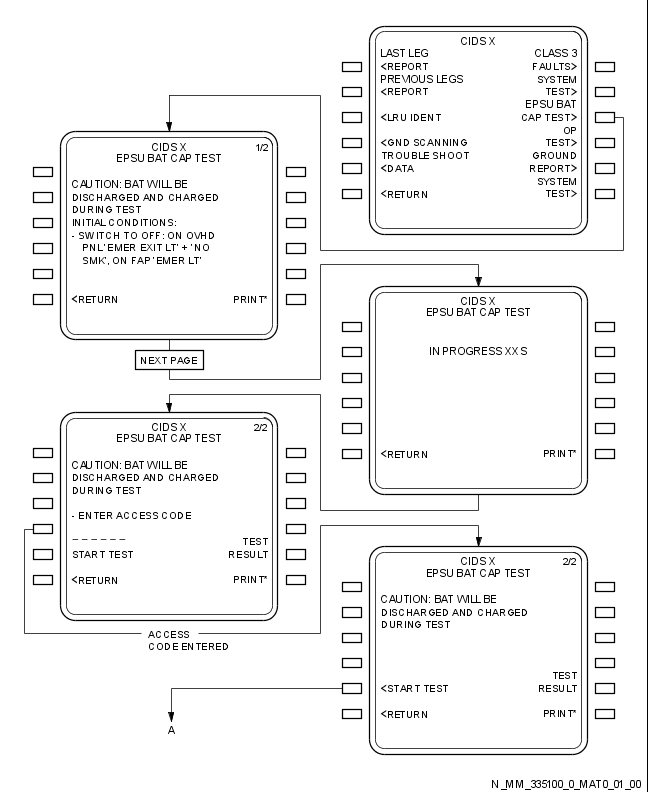 CIDS X
LAST LEG CLASS 3
<REPORT FAULTS>
PREVIOUS LEGS SYSTEM
<REPORT TEST>
EPSU BAT
<LRU IDENT CAP TEST>
OP
<GND SCANNING TEST>
TROUBLE SHOOT GROUND
<DATA REPORT>
SYSTEM
<RETURN TEST>
CIDS X 1/2
EPSU BAT CAP TEST
CAUTION: BAT WILL BE
DISCHARGED AND CHARGED
DURING TEST
INITIAL CONDITIONS:
- SWITCH TO OFF: ON OVHD
PNL 'EMER EXIT LT' + 'NO
SMK', ON FAP 'EMER LT'
<RETURN PRINT*
NEXT PAGE
CIDS X
EPSU BAT CAP TEST
IN PROGRESS XX S
<RETURN PRINT*
CIDS X 2/2
EPSU BAT CAP TEST
CAUTION: BAT WILL BE
DISCHARGED AND CHARGED
DURING TEST
- ENTER ACCESS CODE
_ _ _ _ _ _ TEST
START TEST RESULT
<RETURN PRINT*
ACCESS
CODE ENTERED
CIDS X 2/2
EPSU BAT CAP TEST
CAUTION: BAT WILL BE
DISCHARGED AND CHARGED
DURING TEST
TEST
<START TEST RESULT
<RETURN PRINT*
A
N_MM_335100_0_MAT0_01_00